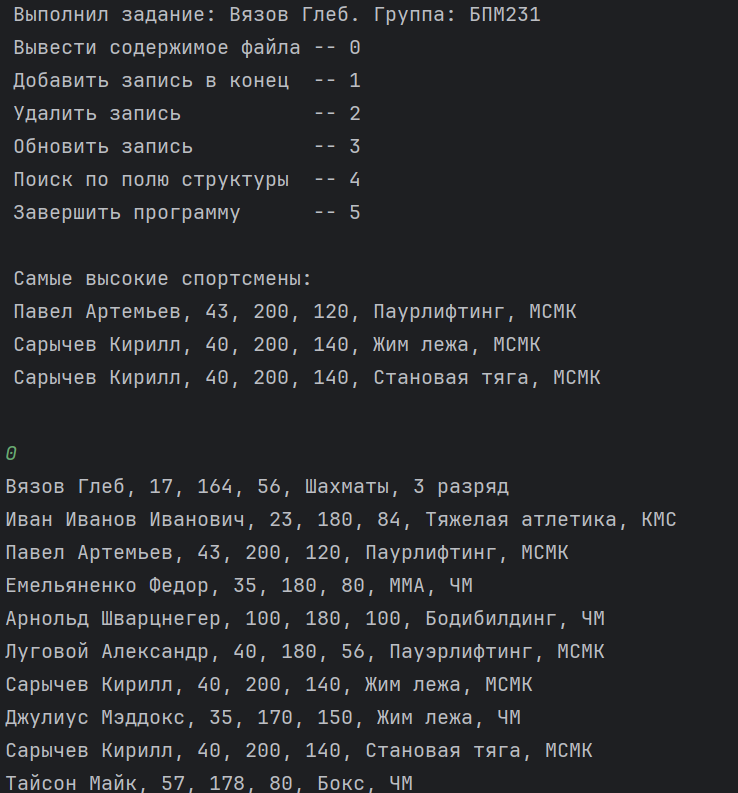 Выполнил задание: Вязов Глеб. Группа: БПМ231
Вывести содержимое файла -- 0
Добавить запись в конец -- 1
Удалить запись -- 2
Обновить запись -- 3
Поиск по полю структуры -- 4
Завершить программу -- 5
Самые высокие спортсмены:
Павел Артемьев, 43, 200, 120, Паурлифтинг, МСМК
Сарычев Кирилл, 40, 200, 140, Жим лежа, МСМК
Сарычев Кирилл, 40, 200, 140, Становая тяга, МСМК
0
Вязов Глеб, 17, 164, 56, Шахматы, 3 разряд
Иван Иванов Иванович, 23, 180, 84, Тяжелая атлетика, КМС
Павел Артемьев, 43, 200, 120, Паурлифтинг, МСМК
Емельяненко Федор, 35, 180, 80, ММА, ЧМ
Арнольд Шварцнегер, 100, 180, 100, Бодибилдинг, ЧМ
Луговой Александр, 40, 180, 56, Пауэрлифтинг, МСМК
Сарычев Кирилл, 40, 200, 140, Жим лежа, МСМК
Джулиус Мэддокс, 35, 170, 150, Жим лежа, ЧМ
Сарычев Кирилл, 40, 200, 140, Становая тяга, МСМК
Тайсон Майк, 57, 178, 80, Бокс, ЧМ